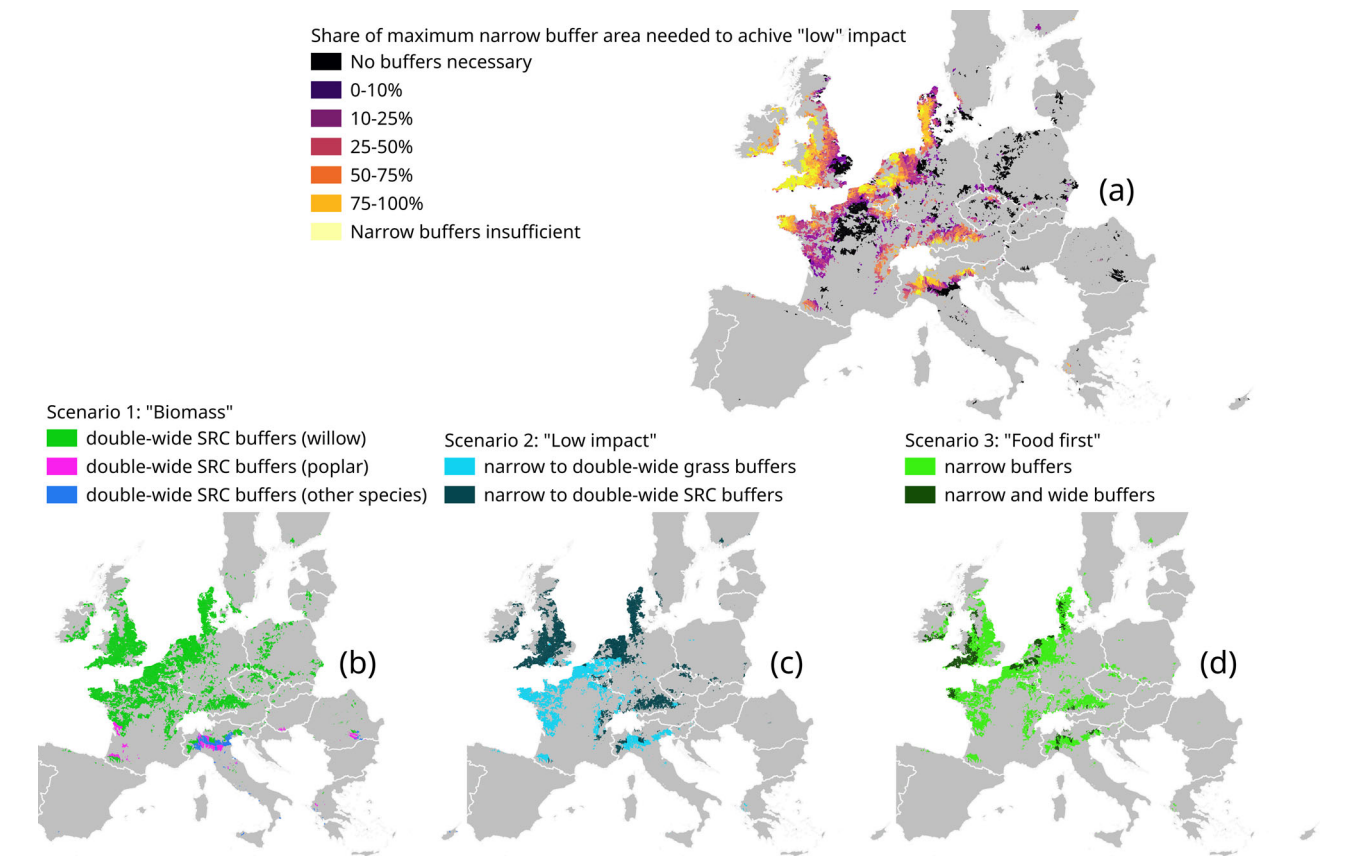 Share of maximum narrow buffer area needed to achive "low" impact
No buffers necessary
0-10%
10-25%
25-50%
50-75%
75-100%
Narrow buffers insufficient
(a)
Scenario 1: "Biomass"
double-wide SRC buffers (willow)
double-wide SRC buffers (poplar)
double-wide SRC buffers (other species)
(b)
Scenario 2: "Low impact"
narrow to double-wide grass buffers
narrow to double-wide SRC buffers
(c)
Scenario 3: "Food first"
narrow buffers
narrow and wide buffers
(d)